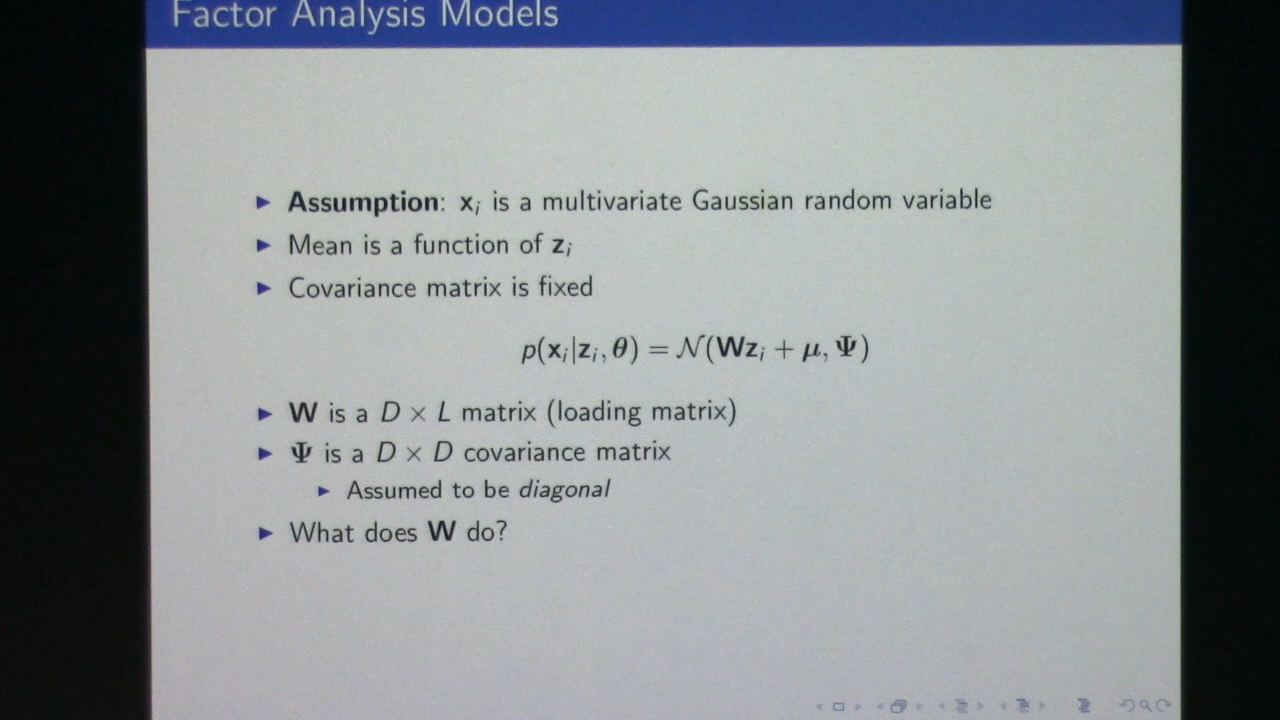 Factor Analysis Models
▶ Assumption: xᵢ is a multivariate Gaussian random variable
▶ Mean is a function of zᵢ
▶ Covariance matrix is fixed
p(xᵢ|zᵢ, θ) = 𝒩(Wzᵢ + μ, Ψ)
▶ W is a D × L matrix (loading matrix)
▶ Ψ is a D × D covariance matrix
▶ Assumed to be diagonal
▶ What does W do?